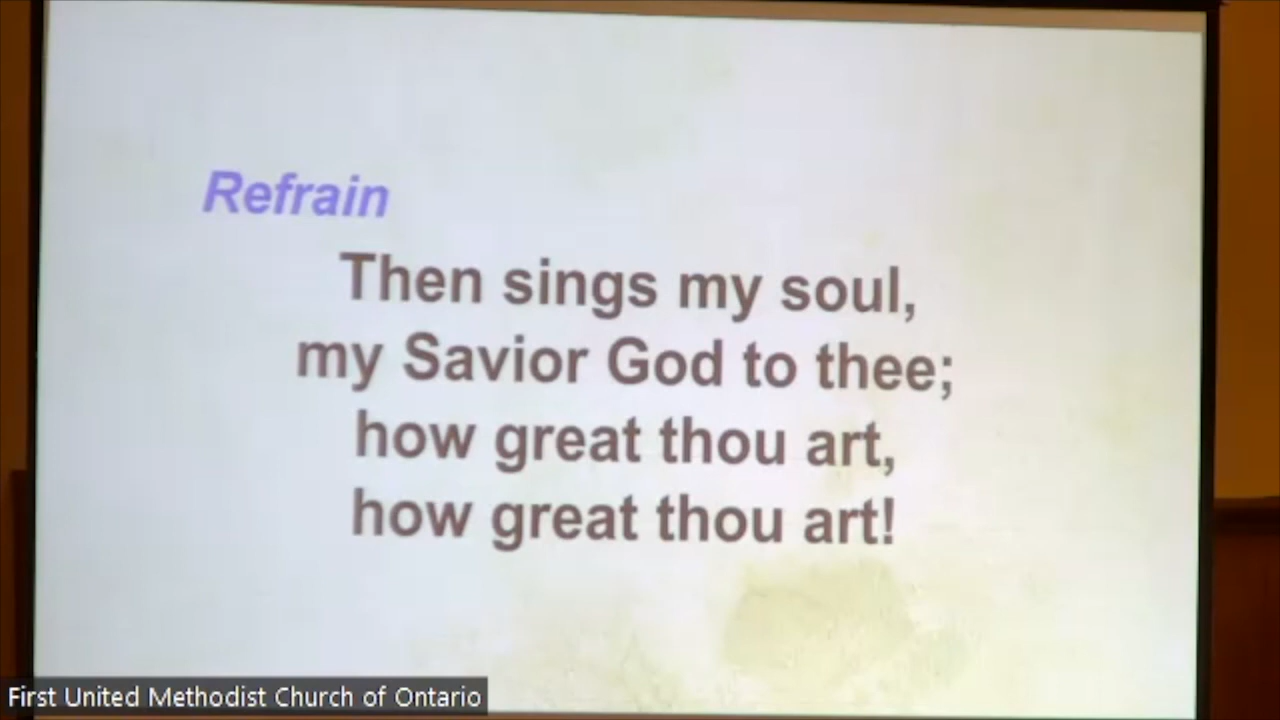 Refrain
Then sings my soul,
my Savior God to thee;
how great thou art,
how great thou art!
First United Methodist Church of Ontario